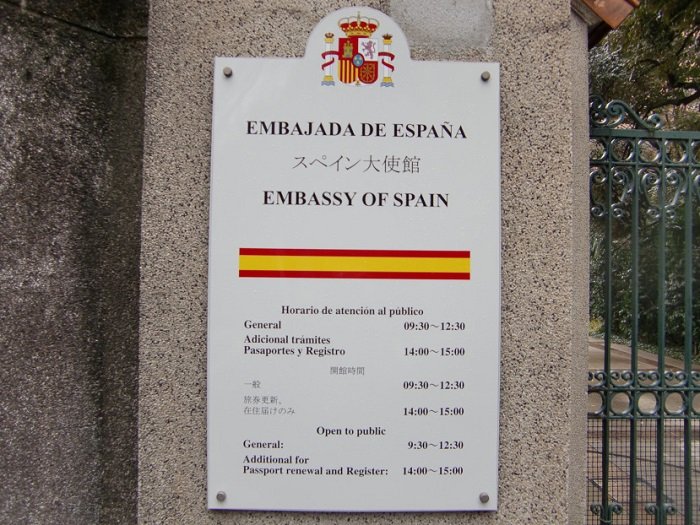 EMBAJADA DE ESPAÑA
スペイン大使館
EMBASSY OF SPAIN
Horario de atención al público
General 09:30～12:30
Adicional trámites
Pasaportes y Registro 14:00～15:00
開館時間
一般 09:30～12:30
旅券更新、
在住届けのみ 14:00～15:00
Open to public
General: 9:30～12:30
Additional for
Passport renewal and Register: 14:00～15:00